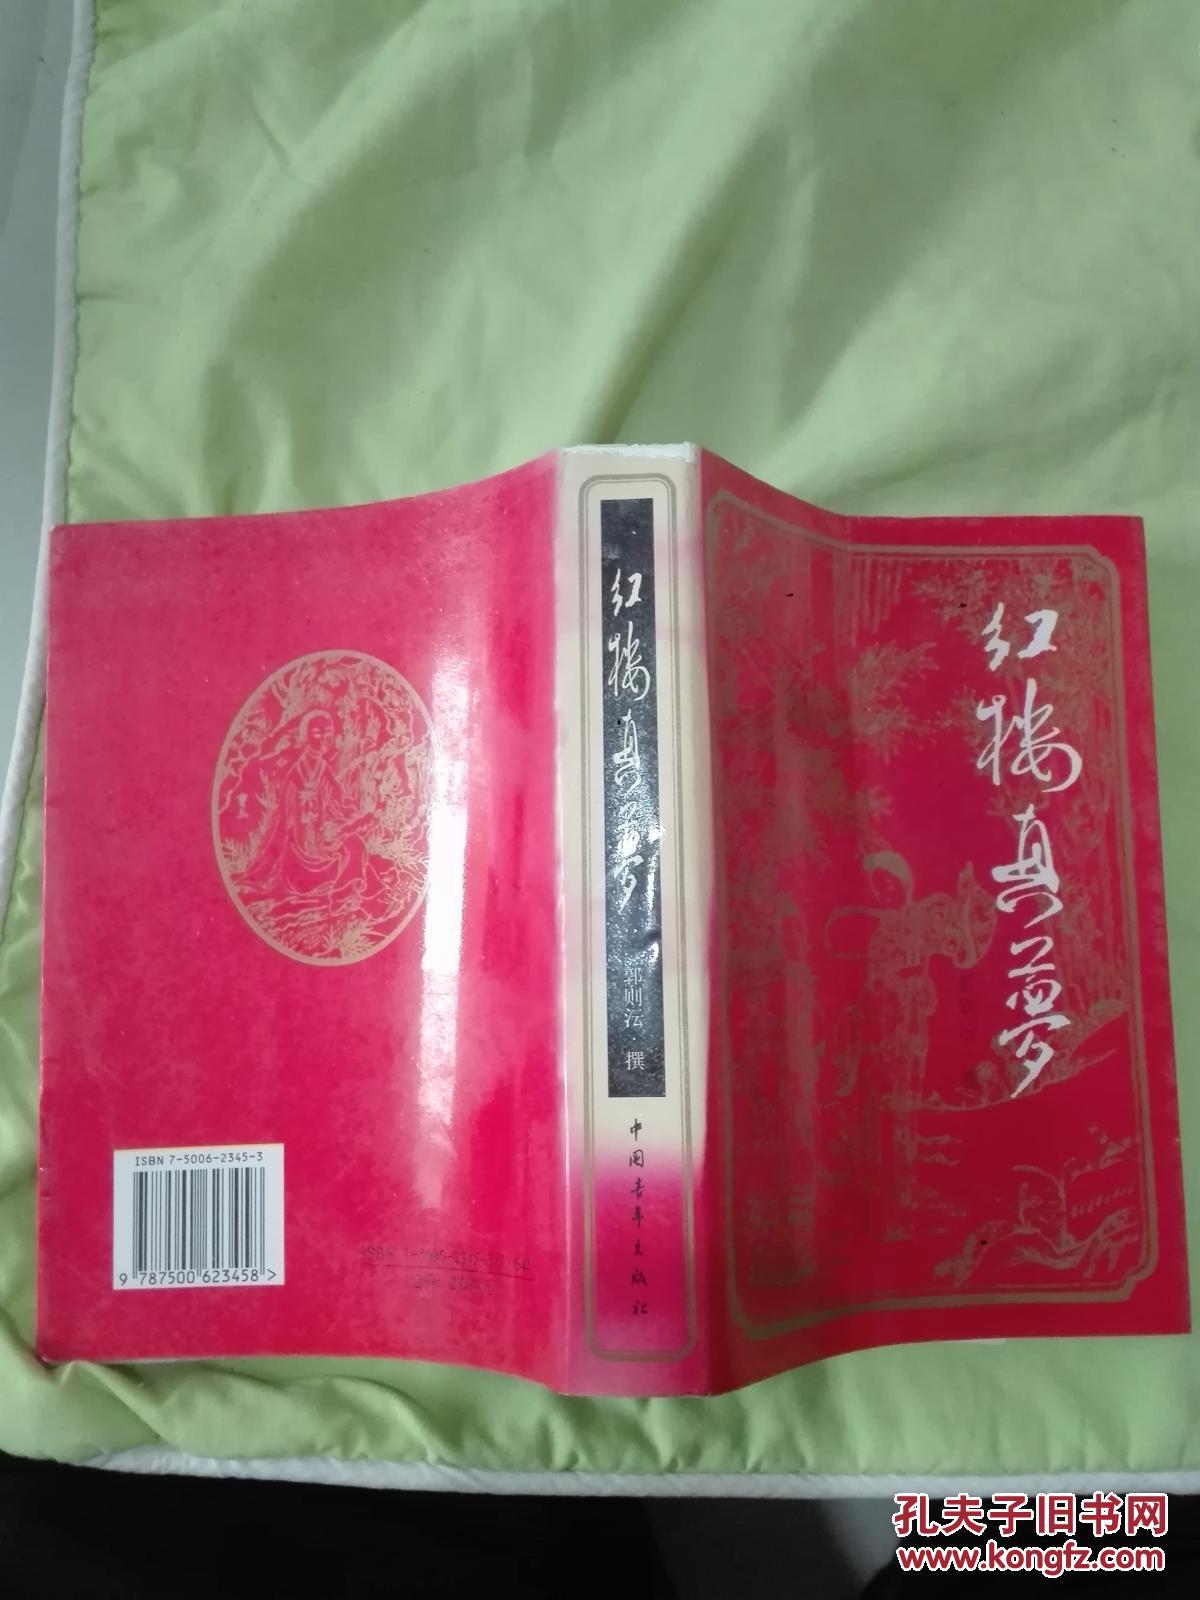 红楼真梦
红楼真梦
郭则沄·撰
中国青年出版社
ISBN 7-5006-2345-3
9 787500 623458 >
孔夫子旧书网
www.kongfz.com